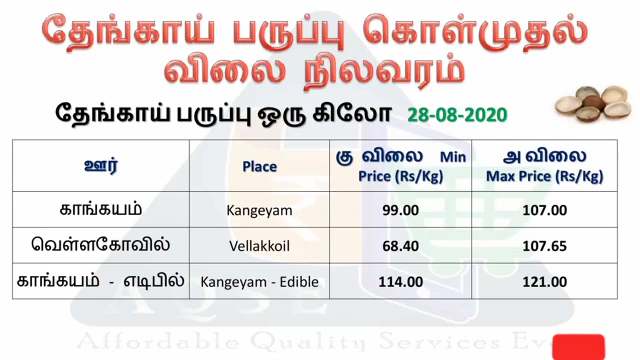 தேங்காய் பருப்பு கொள்முதல்
விலை நிலவரம்
தேங்காய் பருப்பு ஒரு கிலோ 28-08-2020
ஊர் Place கு விலை Min Price (Rs/Kg) அ விலை Max Price (Rs/Kg)
காங்கயம் Kangeyam 99.00 107.00
வெள்ளகோவில் Vellakkoil 68.40 107.65
காங்கயம் - எடிபில் Kangeyam - Edible 114.00 121.00
AQSE
Affordable Quality Services Eve